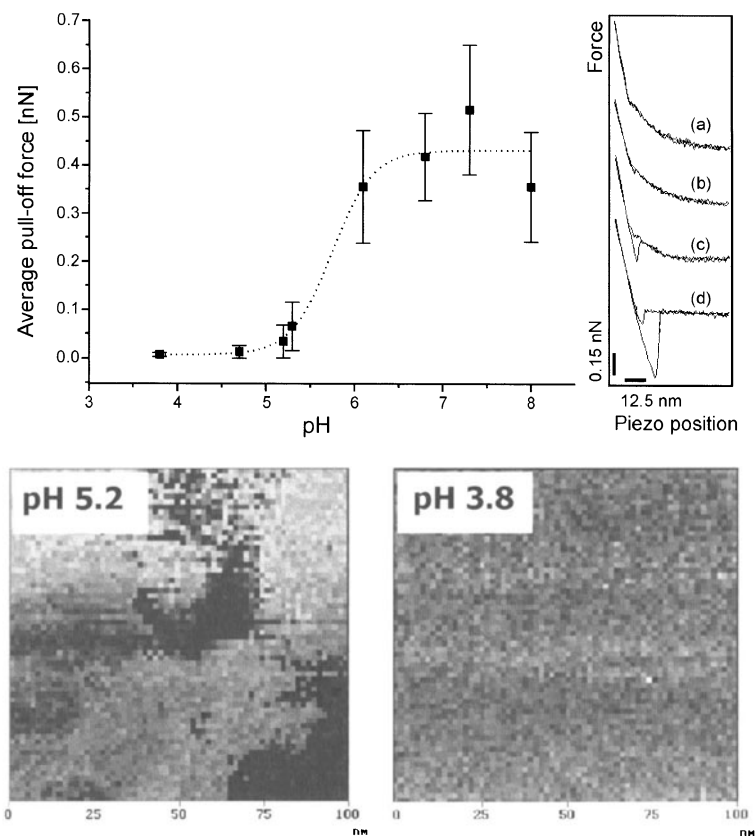 Average pull-off force [nN]
0.7
0.6
0.5
0.4
0.3
0.2
0.1
0.0
3 4 5 6 7 8
pH
Force
(a)
(b)
(c)
(d)
0.15 nN
12.5 nm
Piezo position
pH 5.2
0 25 50 75 100
nm
pH 3.8
0 25 50 75 100
nm